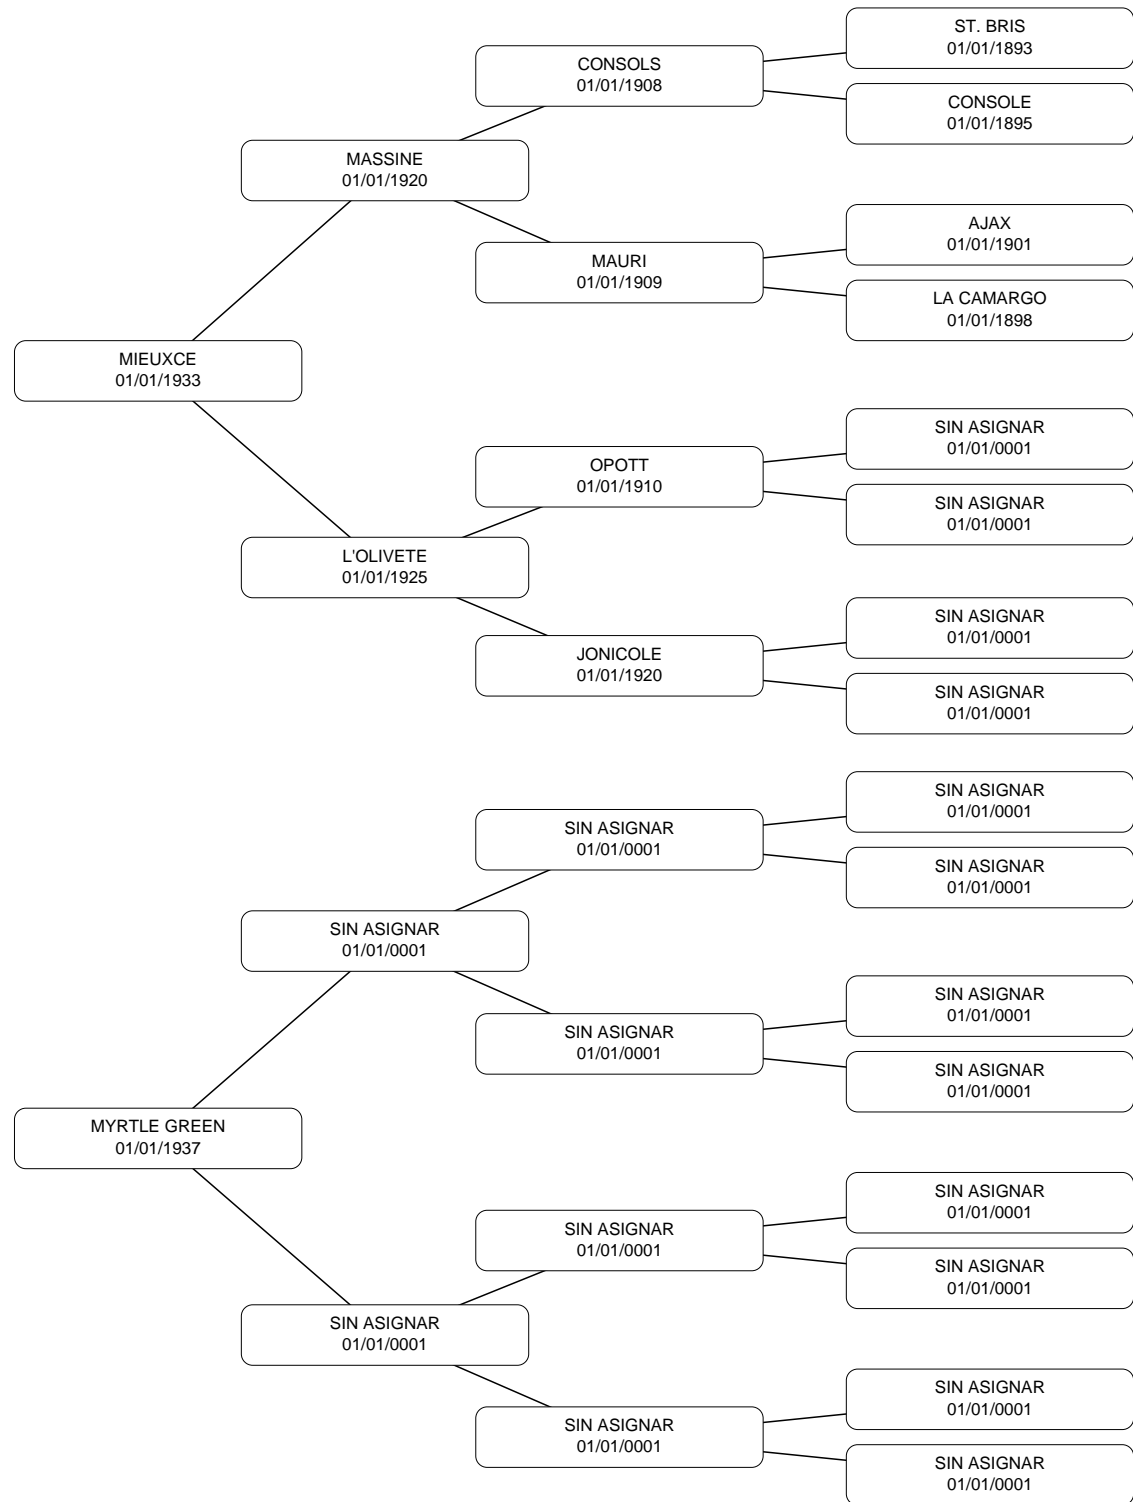 ST. BRIS
01/01/1893
CONSOLS
01/01/1908
CONSOLE
01/01/1895
MASSINE
01/01/1920
AJAX
01/01/1901
MAURI
01/01/1909
LA CAMARGO
01/01/1898
MIEUXCE
01/01/1933
SIN ASIGNAR
01/01/0001
OPOTT
01/01/1910
SIN ASIGNAR
01/01/0001
L'OLIVETE
01/01/1925
SIN ASIGNAR
01/01/0001
JONICOLE
01/01/1920
SIN ASIGNAR
01/01/0001
SIN ASIGNAR
01/01/0001
SIN ASIGNAR
01/01/0001
SIN ASIGNAR
01/01/0001
SIN ASIGNAR
01/01/0001
SIN ASIGNAR
01/01/0001
SIN ASIGNAR
01/01/0001
SIN ASIGNAR
01/01/0001
MYRTLE GREEN
01/01/1937
SIN ASIGNAR
01/01/0001
SIN ASIGNAR
01/01/0001
SIN ASIGNAR
01/01/0001
SIN ASIGNAR
01/01/0001
SIN ASIGNAR
01/01/0001
SIN ASIGNAR
01/01/0001
SIN ASIGNAR
01/01/0001